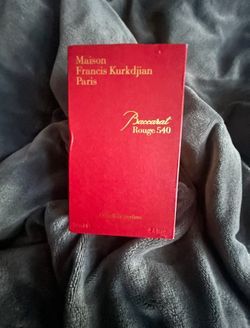 Maison
Francis Kurkdjian
Paris
Baccarat
Rouge 540